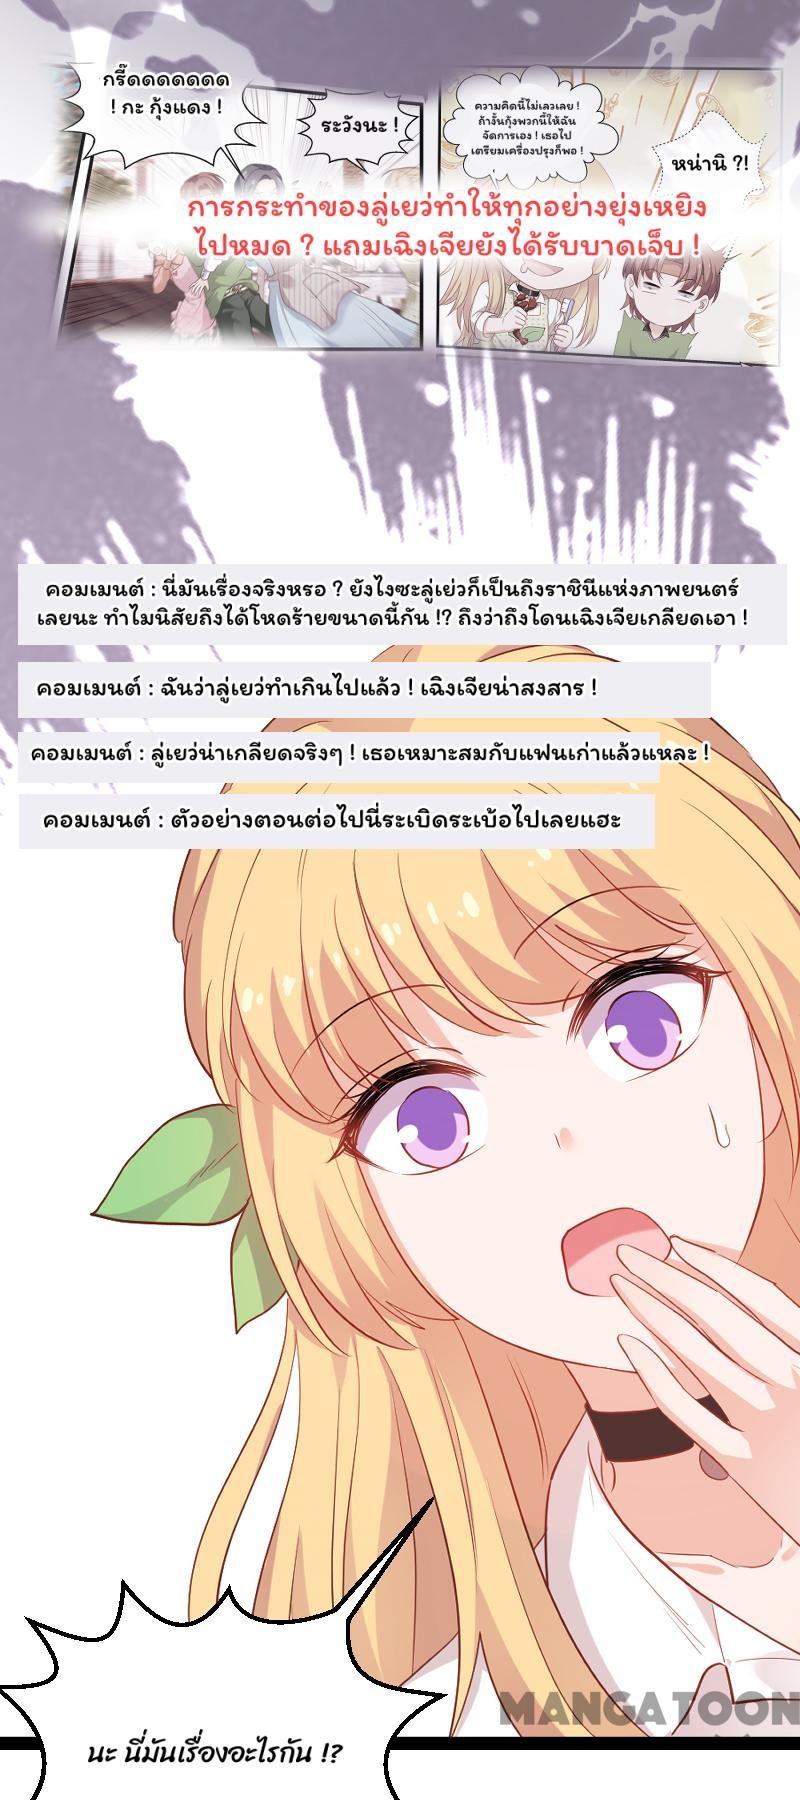 กรี๊ดดดดดดดด
! กะ กุ้งแดง !
ระวังนะ !
ความคิดนี้ไม่เลวเลย !
ถ้างั้นกุ้งพวกนี้ให้ฉัน
จัดการเอง ! เธอไป
เตรียมเครื่องปรุงก็พอ !
หน่านิ ?!
การกระทำของลู่เยว่ทำให้ทุกอย่างยุ่งเหยิง
ไปหมด ? แถมเฉิงเจียยังได้รับบาดเจ็บ !
คอมเมนต์ : นี่มันเรื่องจริงหรอ ? ยังไงซะลู่เย่วก็เป็นถึงราชินีแห่งภาพยนตร์
เลยนะ ทำไมนิสัยถึงได้โหดร้ายขนาดนี้กัน !? ถึงว่าถึงโดนเฉิงเจียเกลียดเอา !
คอมเมนต์ : ฉันว่าลู่เยว่ทำเกินไปแล้ว ! เฉิงเจียน่าสงสาร !
คอมเมนต์ : ลู่เยว่น่าเกลียดจริงๆ ! เธอเหมาะสมกับแฟนเก่าแล้วแหละ !
คอมเมนต์ : ตัวอย่างตอนต่อไปนี่ระเบิดระเบ้อไปเลยแฮะ
MANGATOON
นะ นี่มันเรื่องอะไรกัน !?